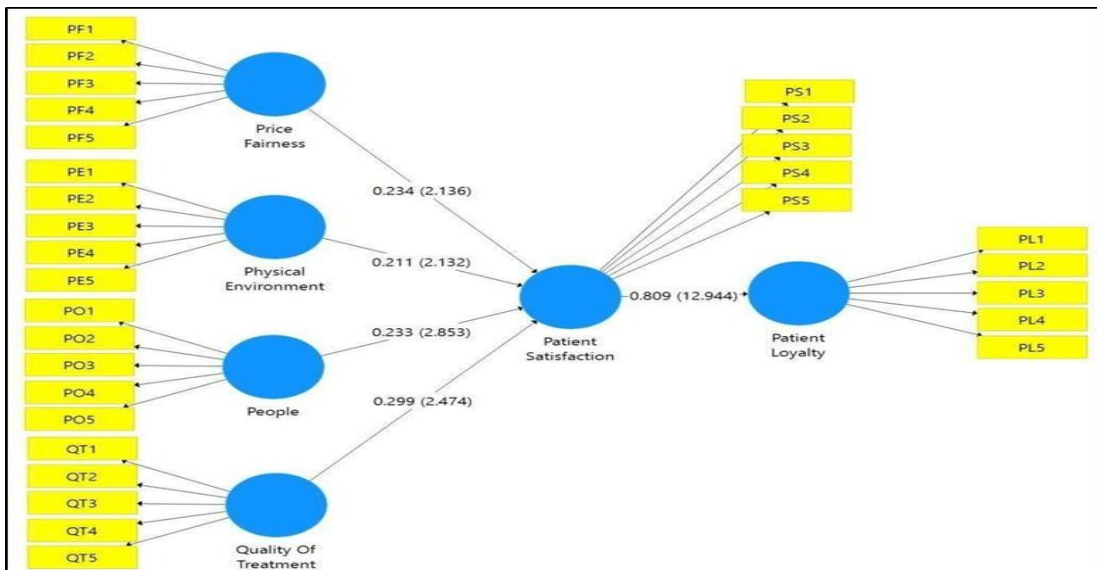 PF1
PF2
PF3
PF4
PF5
Price
Fairness
PE1
PE2
PE3
PE4
PE5
Physical
Environment
PO1
PO2
PO3
PO4
PO5
People
QT1
QT2
QT3
QT4
QT5
Quality Of
Treatment
0.234 (2.136)
0.211 (2.132)
0.233 (2.853)
0.299 (2.474)
PS1
PS2
PS3
PS4
PS5
Patient
Satisfaction
0.809 (12.944)
Patient
Loyalty
PL1
PL2
PL3
PL4
PL5